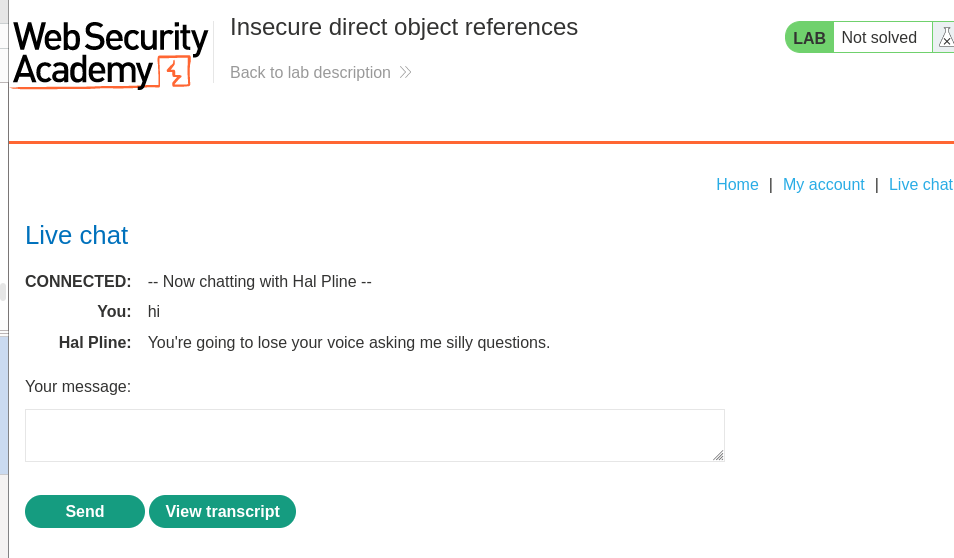 Web Security
Academy
Insecure direct object references
Back to lab description
LAB Not solved
Home | My account | Live chat
Live chat
CONNECTED: -- Now chatting with Hal Pline --
You: hi
Hal Pline: You're going to lose your voice asking me silly questions.
Your message:
Send View transcript